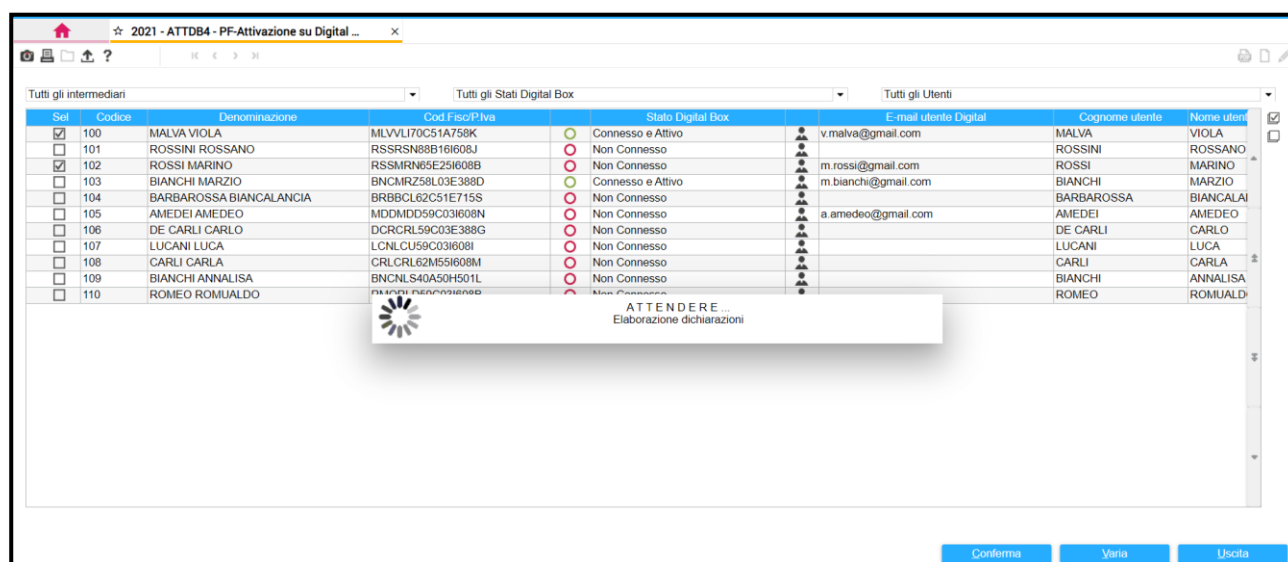 ☆ 2021 - ATTDB4 - PF-Attivazione su Digital ... ×
?
Tutti gli intermediari Tutti gli Stati Digital Box Tutti gli Utenti
Sel Codice Denominazione Cod.Fisc/P.Iva Stato Digital Box E-mail utente Digital Cognome utente Nome utent
100 MALVA VIOLA MLVVLI70C51A758K Connesso e Attivo v.malva@gmail.com MALVA VIOLA
101 ROSSINI ROSSANO RSSRSN88B16I608J Non Connesso ROSSINI ROSSANO
102 ROSSI MARINO RSSMRN65E25I608B Non Connesso m.rossi@gmail.com ROSSI MARINO
103 BIANCHI MARZIO BNCMRZ58L03E388D Connesso e Attivo m.bianchi@gmail.com BIANCHI MARZIO
104 BARBAROSSA BIANCALANCIA BRBBCL62C51E715S Non Connesso BARBAROSSA BIANCALAI
105 AMEDEI AMEDEO MDDMDD59C03I608N Non Connesso a.amedeo@gmail.com AMEDEI AMEDEO
106 DE CARLI CARLO DCRCRL59C03E388G Non Connesso DE CARLI CARLO
107 LUCANI LUCA LCNLCU59C03I608I Non Connesso LUCANI LUCA
108 CARLI CARLA CRLCRL62M55I608M Non Connesso CARLI CARLA
109 BIANCHI ANNALISA BNCNLS40A50H501L Non Connesso BIANCHI ANNALISA
110 ROMEO ROMUALDO Non Connesso ROMEO ROMUALD
ATTENDERE...
Elaborazione dichiarazioni
Conferma Varia Uscita